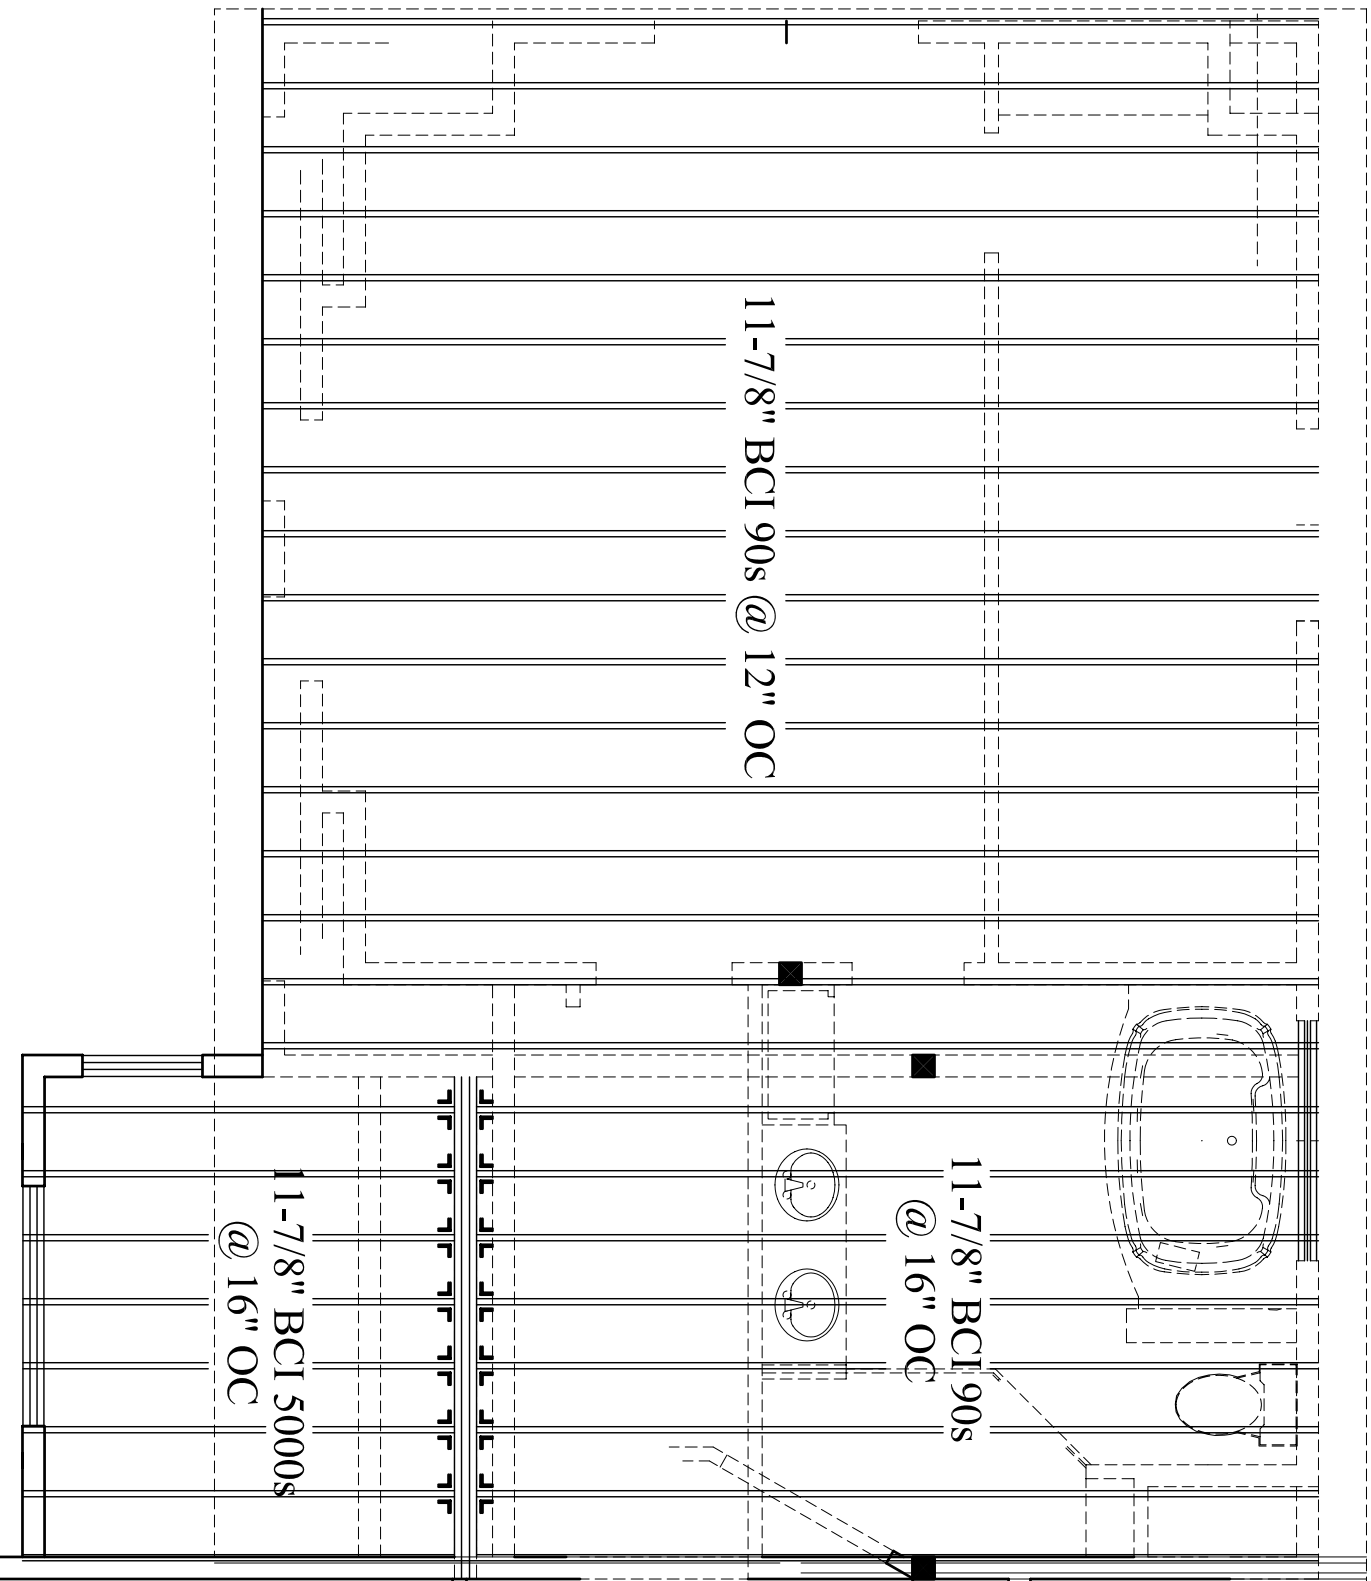 11-7/8" BCI 90s @ 12" OC
11-7/8" BCI 90s
@ 16" OC
11-7/8" BCI 5000s
@ 16" OC